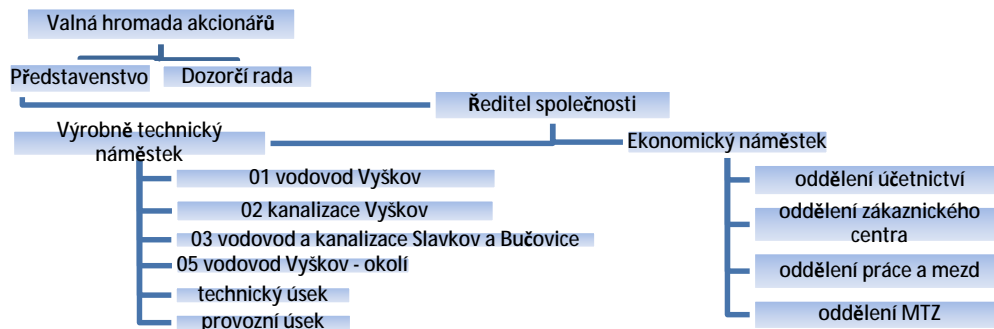 Valná hromada akcionářů
Představenstvo
Dozorčí rada
Ředitel společnosti
Výrobně technický
náměstek
Ekonomický náměstek
01 vodovod Vyškov
02 kanalizace Vyškov
03 vodovod a kanalizace Slavkov a Bučovice
05 vodovod Vyškov - okolí
technický úsek
provozní úsek
oddělení účetnictví
oddělení zákaznického
centra
oddělení práce a mezd
oddělení MTZ